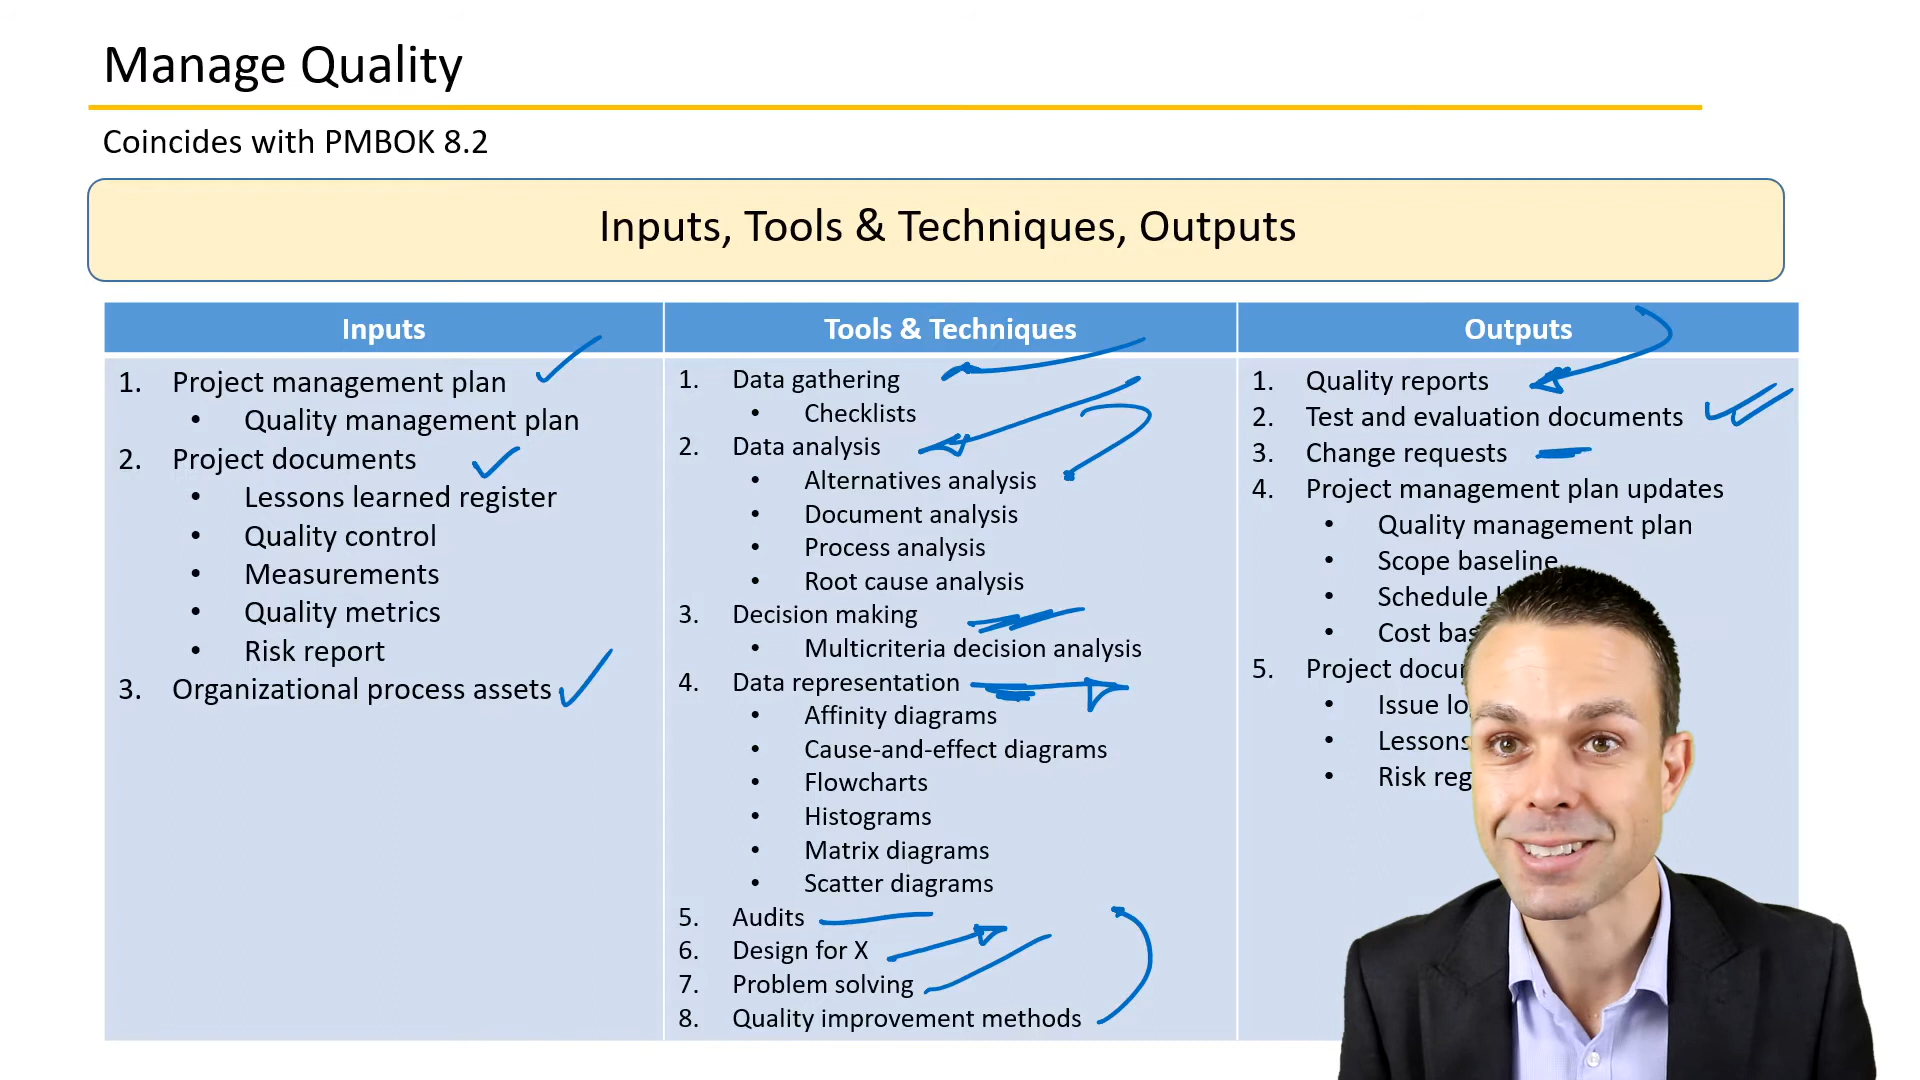 Manage Quality
Coincides with PMBOK 8.2
Inputs, Tools & Techniques, Outputs
Inputs
1. Project management plan
• Quality management plan
2. Project documents
• Lessons learned register
• Quality control
• Measurements
• Quality metrics
• Risk report
3. Organizational process assets
Tools & Techniques
1. Data gathering
• Checklists
2. Data analysis
• Alternatives analysis
• Document analysis
• Process analysis
• Root cause analysis
3. Decision making
• Multicriteria decision analysis
4. Data representation
• Affinity diagrams
• Cause-and-effect diagrams
• Flowcharts
• Histograms
• Matrix diagrams
• Scatter diagrams
5. Audits
6. Design for X
7. Problem solving
8. Quality improvement methods
Outputs
1. Quality reports
2. Test and evaluation documents
3. Change requests
4. Project management plan updates
• Quality management plan
• Scope baseline
• Schedule
• Cost
5. Project
• Issue
• Lessons
• Risk